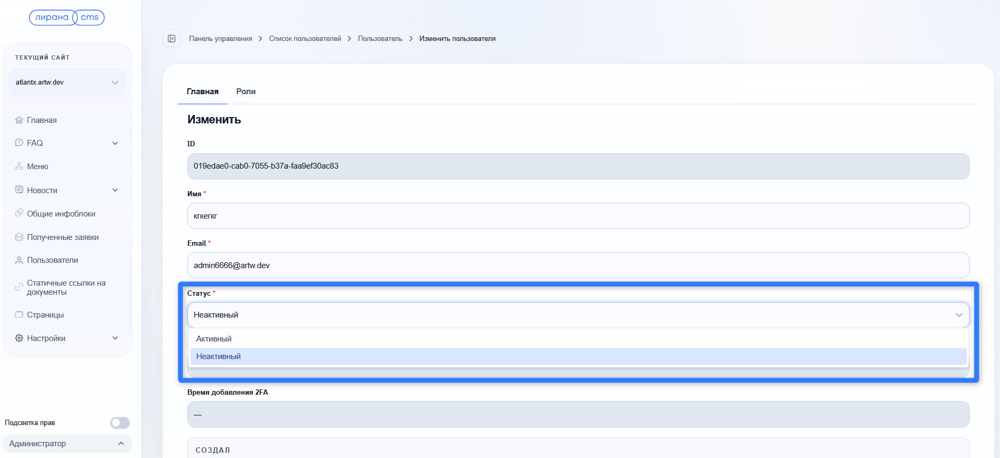 лирана cms
ТЕКУЩИЙ САЙТ
atlantx.artw.dev
Главная
FAQ
Меню
Новости
Общие инфоблоки
Полученные заявки
Пользователи
Статичные ссылки на
документы
Страницы
Настройки
Подсветка прав
Администратор
Панель управления > Список пользователей > Пользователь > Изменить пользователя
Главная Роли
Изменить
ID
019edae0-cab0-7055-b37a-faa9ef30ac83
Имя *
кгкегкг
Email *
admin6666@artw.dev
Статус *
Неактивный
Активный
Неактивный
Время добавления 2FA
—
СОЗДАЛ